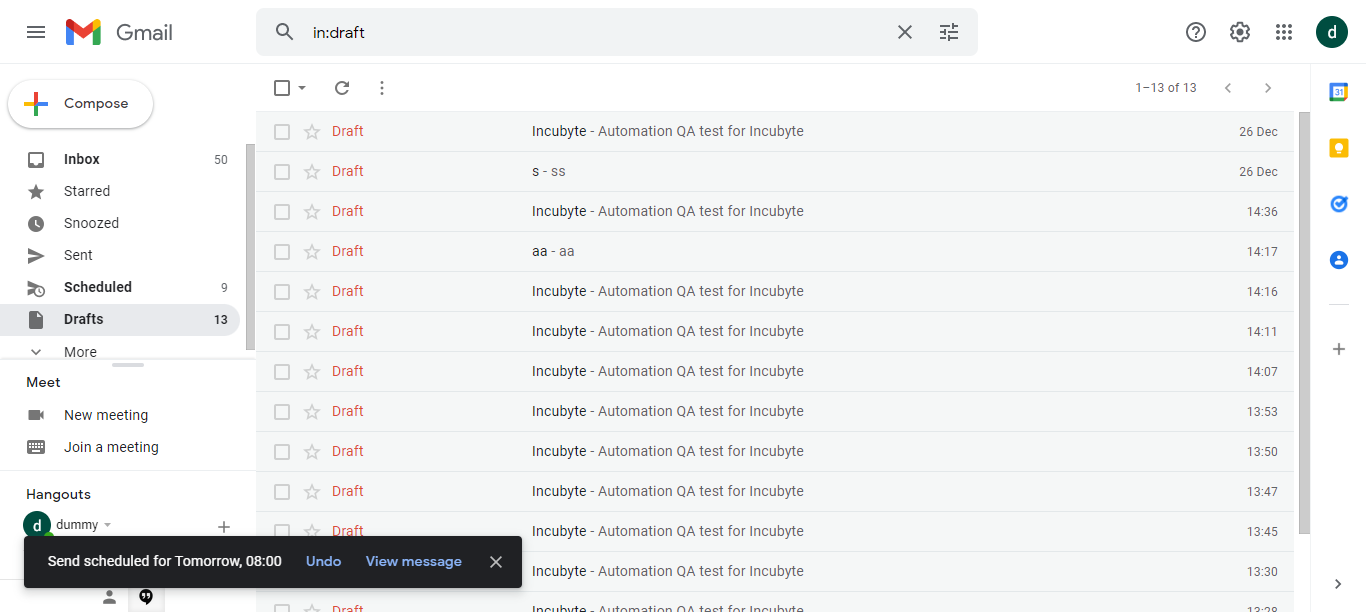 Gmail
in:draft
d
Compose
1–13 of 13
31
Inbox 50
Starred
Snoozed
Sent
Scheduled 9
Drafts 13
More
Meet
New meeting
Join a meeting
Hangouts
d dummy
Draft Incubyte - Automation QA test for Incubyte 26 Dec
Draft s - ss 26 Dec
Draft Incubyte - Automation QA test for Incubyte 14:36
Draft aa - aa 14:17
Draft Incubyte - Automation QA test for Incubyte 14:16
Draft Incubyte - Automation QA test for Incubyte 14:11
Draft Incubyte - Automation QA test for Incubyte 14:07
Draft Incubyte - Automation QA test for Incubyte 13:53
Draft Incubyte - Automation QA test for Incubyte 13:50
Draft Incubyte - Automation QA test for Incubyte 13:47
Draft Incubyte - Automation QA test for Incubyte 13:45
Incubyte - Automation QA test for Incubyte 13:30
Draft Incubyte - Automation QA test for Incubyte 13:28
Send scheduled for Tomorrow, 08:00 Undo View message